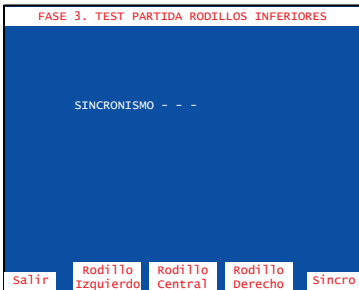 FASE 3. TEST PARTIDA RODILLOS INFERIORES
SINCRONISMO - - -
Salir
Rodillo
Izquierdo
Rodillo
Central
Rodillo
Derecho
Sincro